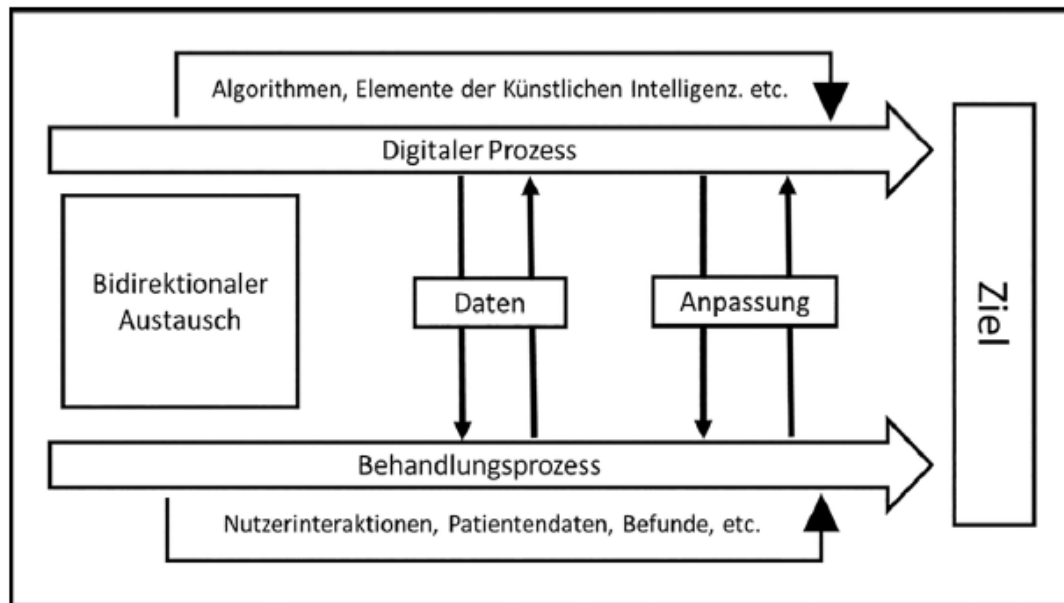 Algorithmen, Elemente der Künstlichen Intelligenz. etc.
Digitaler Prozess
Bidirektionaler
Austausch
Daten
Anpassung
Ziel
Behandlungsprozess
Nutzerinteraktionen, Patientendaten, Befunde, etc.